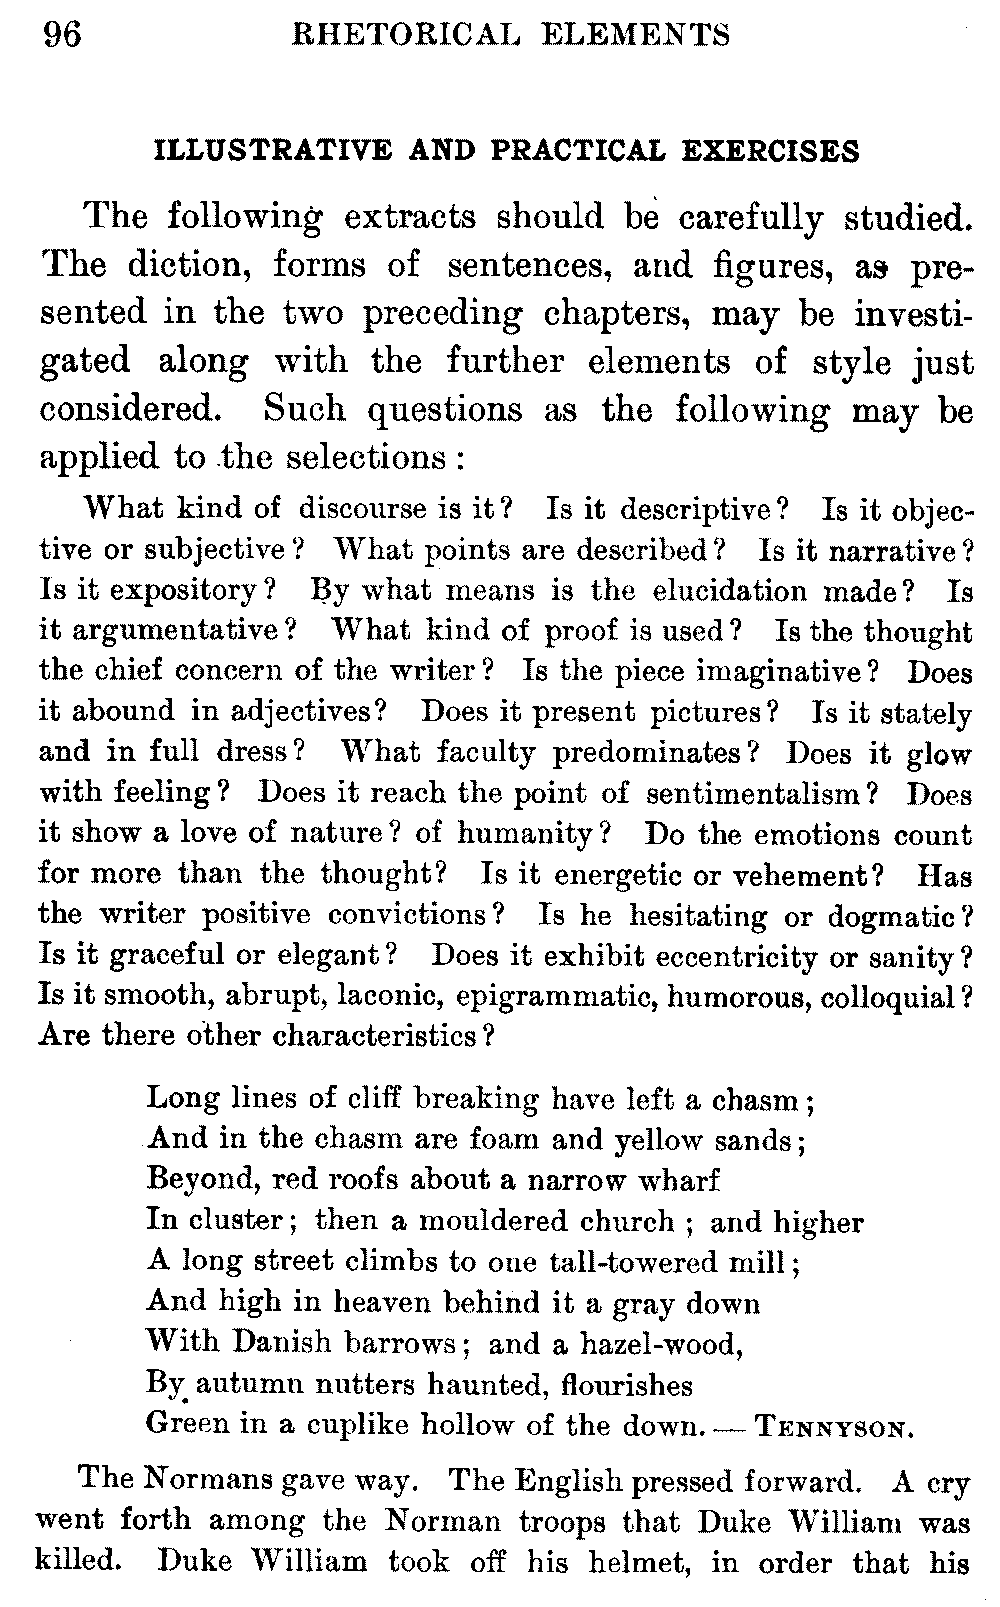 96 RHETORICAL ELEMENTS
ILLUSTRATIVE AND PRACTICAL EXERCISES
The following extracts should be carefully studied.
The diction, forms of sentences, and figures, as pre-
sented in the two preceding chapters, may be investi-
gated along with the further elements of style just
considered. Such questions as the following may be
applied to the selections :
What kind of discourse is it? Is it descriptive? Is it objec-
tive or subjective? What points are described? Is it narrative?
Is it expository? By what means is the elucidation made? Is
it argumentative? What kind of proof is used? Is the thought
the chief concern of the writer? Is the piece imaginative? Does
it abound in adjectives? Does it present pictures? Is it stately
and in full dress? What faculty predominates? Does it glow
with feeling? Does it reach the point of sentimentalism? Does
it show a love of nature? of humanity? Do the emotions count
for more than the thought? Is it energetic or vehement? Has
the writer positive convictions? Is he hesitating or dogmatic?
Is it graceful or elegant? Does it exhibit eccentricity or sanity?
Is it smooth, abrupt, laconic, epigrammatic, humorous, colloquial?
Are there other characteristics?
Long lines of cliff breaking have left a chasm;
And in the chasm are foam and yellow sands;
Beyond, red roofs about a narrow wharf
In cluster; then a mouldered church ; and higher
A long street climbs to one tall-towered mill;
And high in heaven behind it a gray down
With Danish barrows; and a hazel-wood,
By autumn nutters haunted, flourishes
Green in a cuplike hollow of the down. — TENNYSON.
The Normans gave way. The English pressed forward. A cry
went forth among the Norman troops that Duke William was
killed. Duke William took off his helmet, in order that his